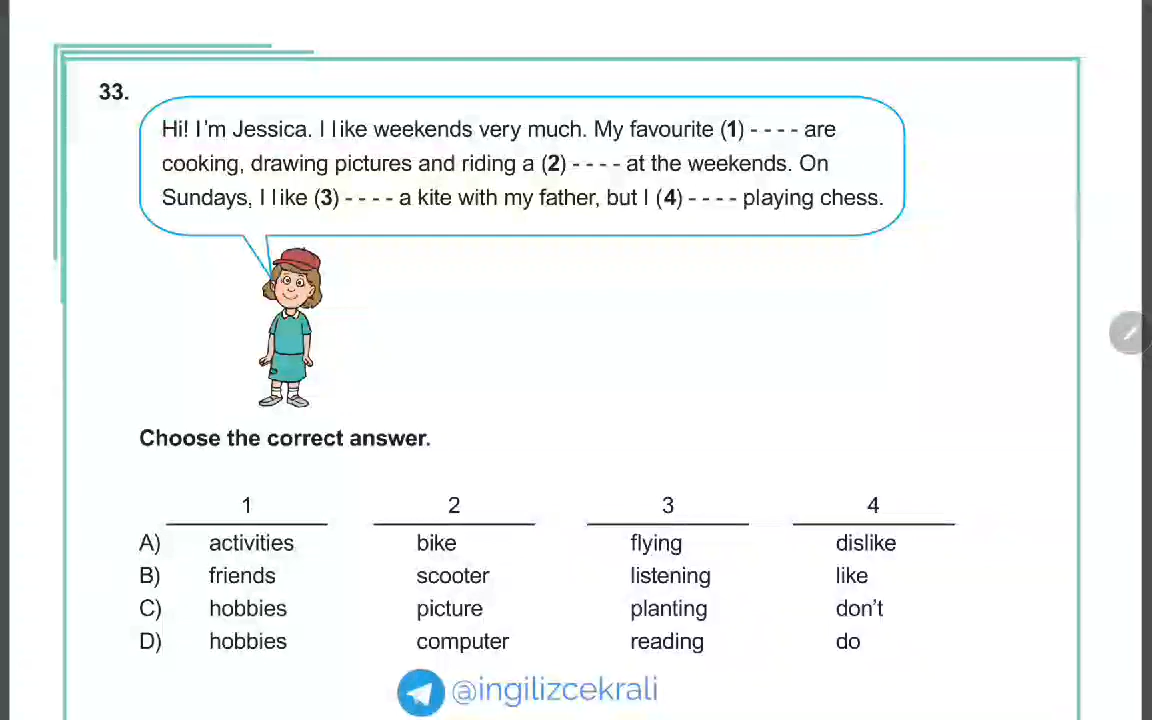 33.
Hi! I'm Jessica. I like weekends very much. My favourite (1) - - - - are
cooking, drawing pictures and riding a (2) - - - - at the weekends. On
Sundays, I like (3) - - - - a kite with my father, but I (4) - - - - playing chess.
Choose the correct answer.
1 2 3 4
A) activities bike flying dislike
B) friends scooter listening like
C) hobbies picture planting don't
D) hobbies computer reading do
@ingilizcekrali